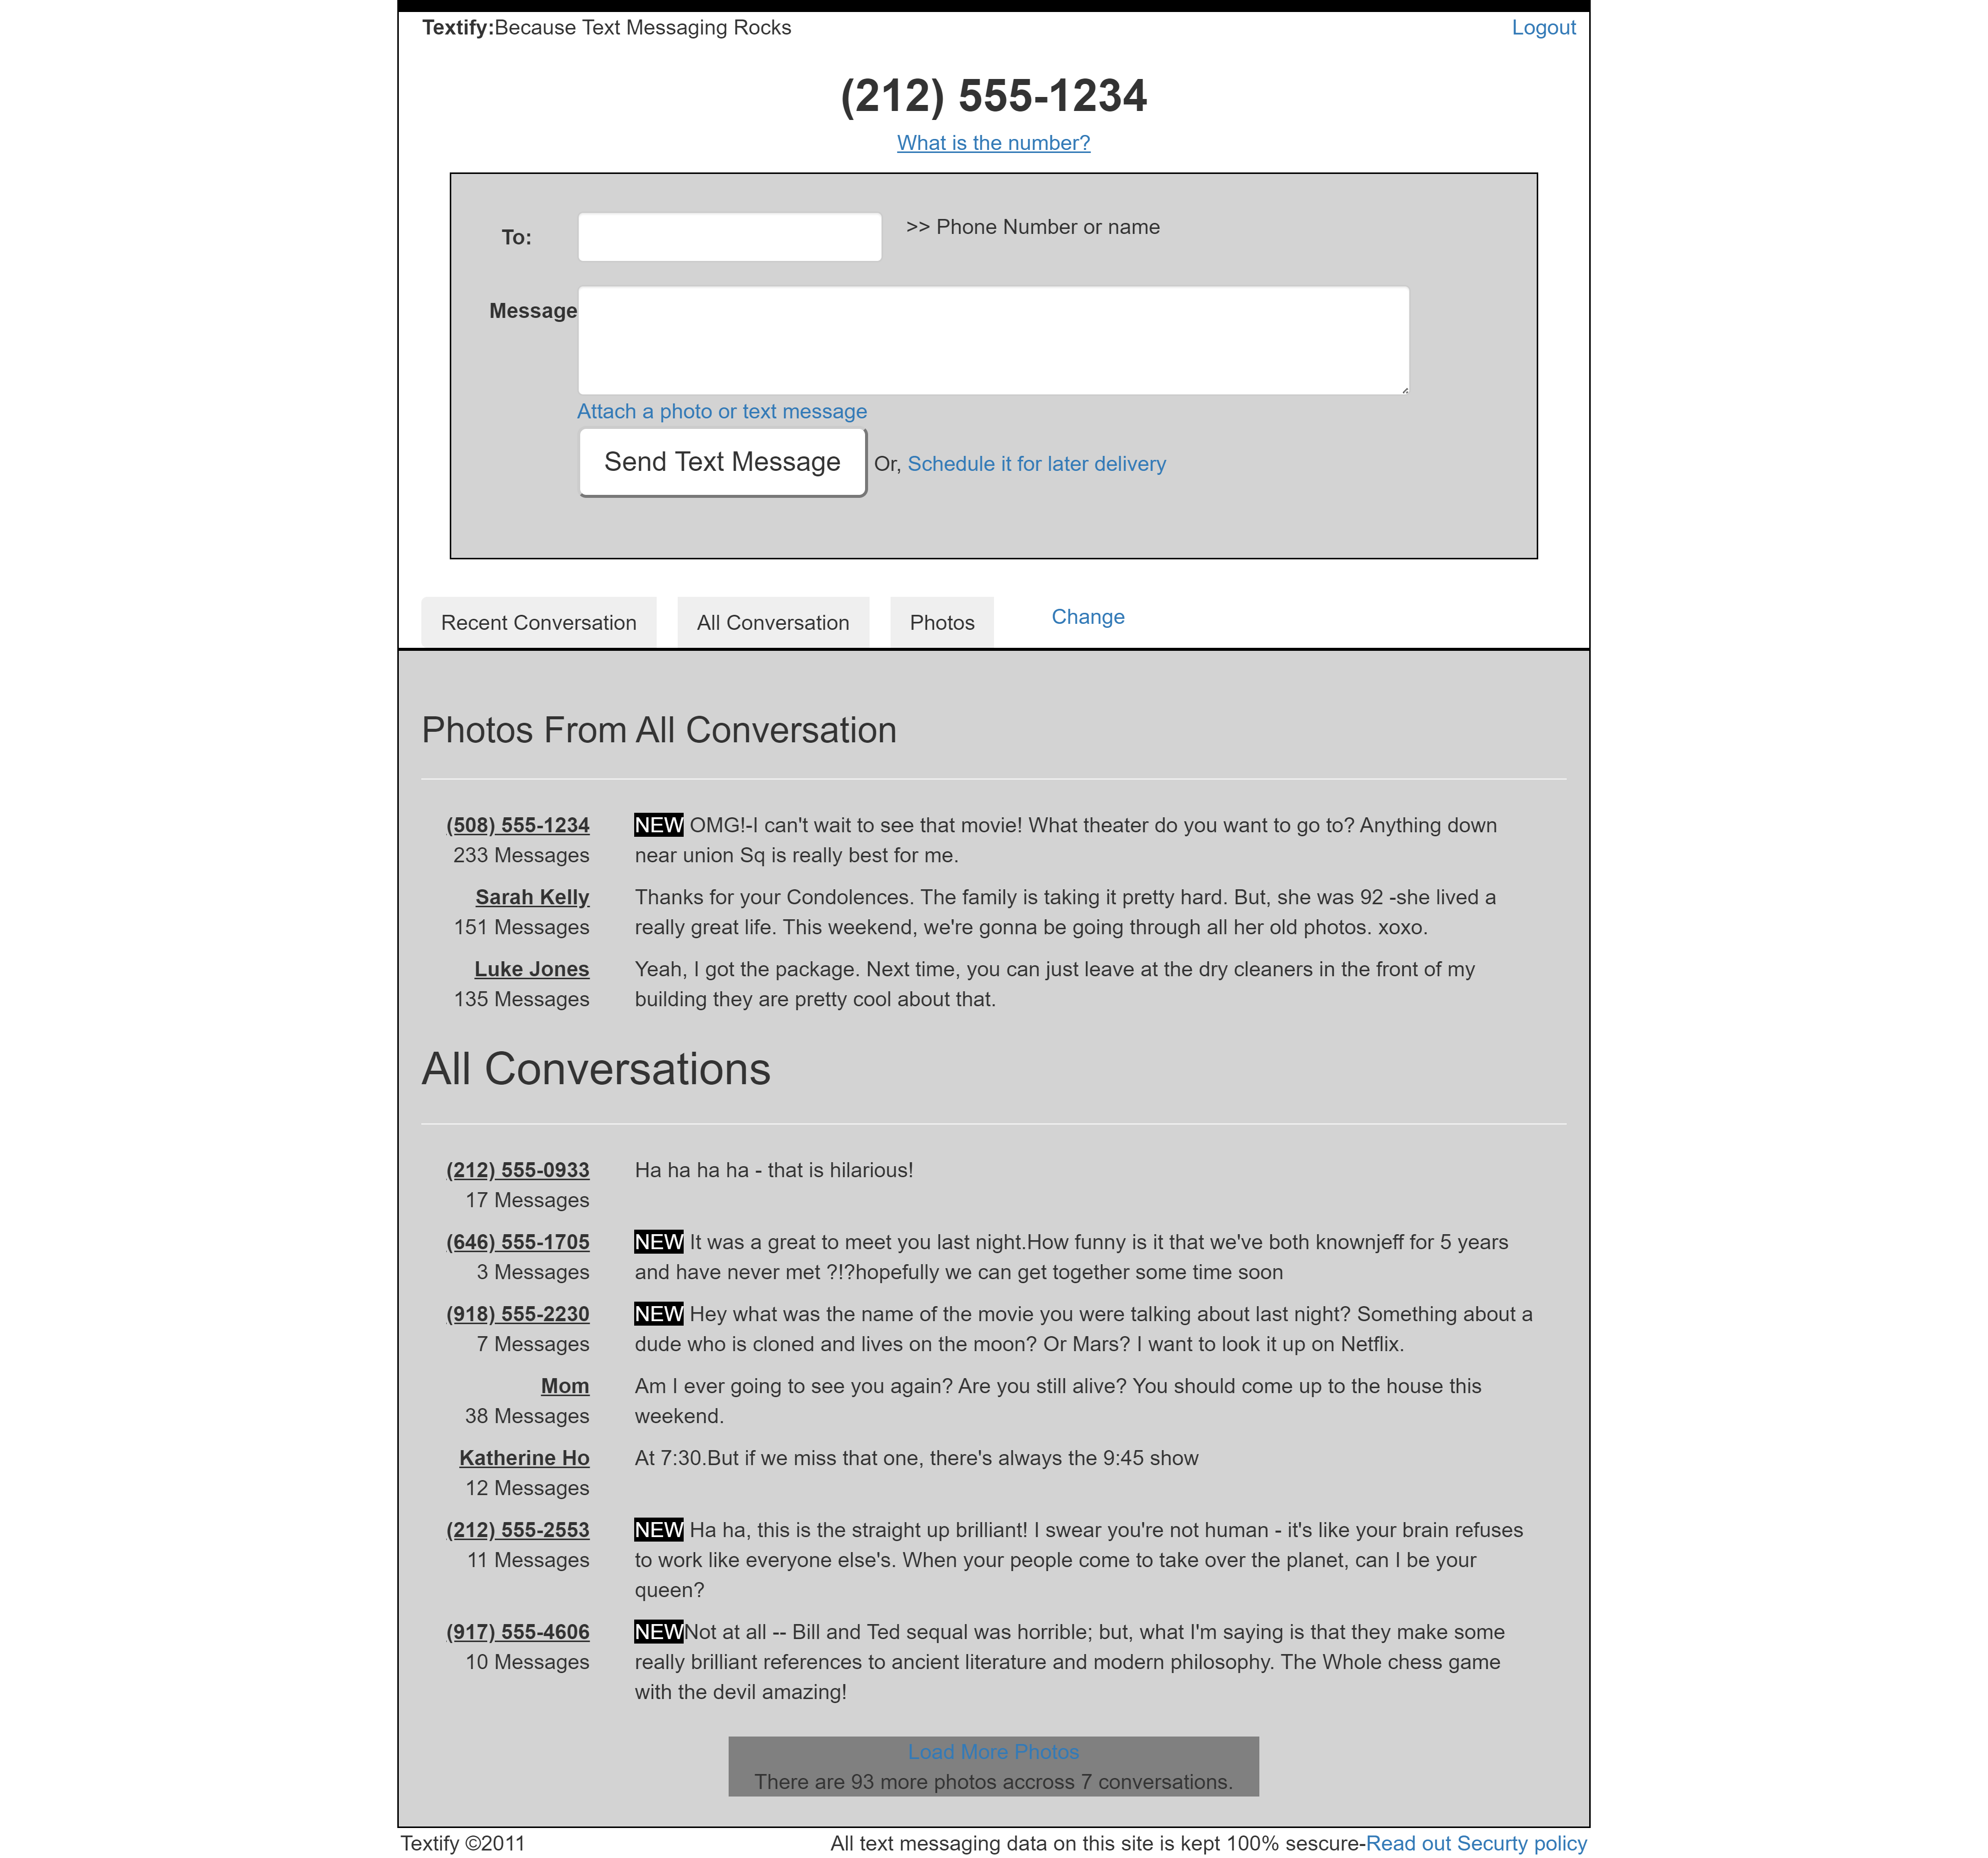 Textify:Because Text Messaging Rocks Logout
(212) 555-1234
What is the number?
To: >> Phone Number or name
Message
Attach a photo or text message
Send Text Message Or, Schedule it for later delivery
Recent Conversation All Conversation Photos Change
Photos From All Conversation
(508) 555-1234 NEW OMG!-I can't wait to see that movie! What theater do you want to go to? Anything down
233 Messages near union Sq is really best for me.
Sarah Kelly Thanks for your Condolences. The family is taking it pretty hard. But, she was 92 -she lived a
151 Messages really great life. This weekend, we're gonna be going through all her old photos. xoxo.
Luke Jones Yeah, I got the package. Next time, you can just leave at the dry cleaners in the front of my
135 Messages building they are pretty cool about that.
All Conversations
(212) 555-0933 Ha ha ha ha - that is hilarious!
17 Messages
(646) 555-1705 NEW It was a great to meet you last night.How funny is it that we've both knownjeff for 5 years
3 Messages and have never met ?!?hopefully we can get together some time soon
(918) 555-2230 NEW Hey what was the name of the movie you were talking about last night? Something about a
7 Messages dude who is cloned and lives on the moon? Or Mars? I want to look it up on Netflix.
Mom Am I ever going to see you again? Are you still alive? You should come up to the house this
38 Messages weekend.
Katherine Ho At 7:30.But if we miss that one, there's always the 9:45 show
12 Messages
(212) 555-2553 NEW Ha ha, this is the straight up brilliant! I swear you're not human - it's like your brain refuses
11 Messages to work like everyone else's. When your people come to take over the planet, can I be your
queen?
(917) 555-4606 NEWNot at all -- Bill and Ted sequal was horrible; but, what I'm saying is that they make some
10 Messages really brilliant references to ancient literature and modern philosophy. The Whole chess game
with the devil amazing!
Load More Photos
There are 93 more photos accross 7 conversations.
Textify ©2011 All text messaging data on this site is kept 100% sescure-Read out Securty policy